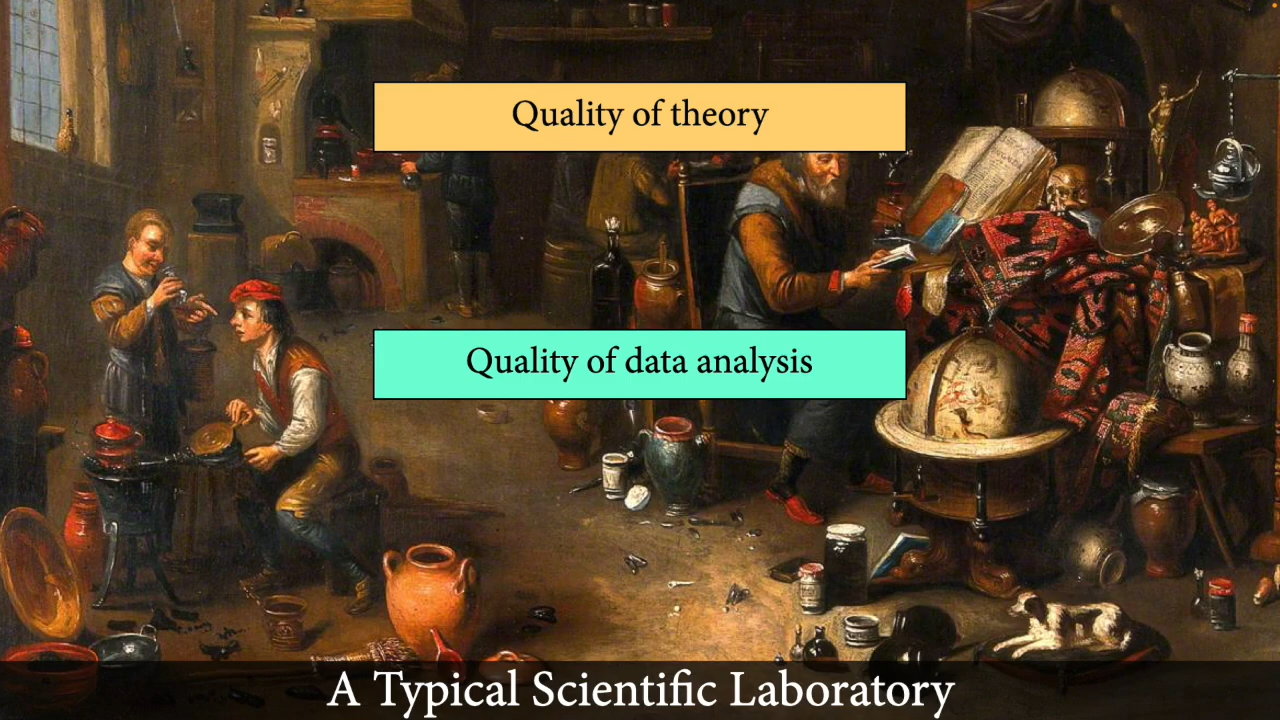 Quality of theory
Quality of data analysis
A Typical Scientific Laboratory